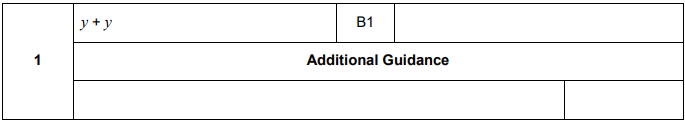 y + y
B1
1
Additional Guidance